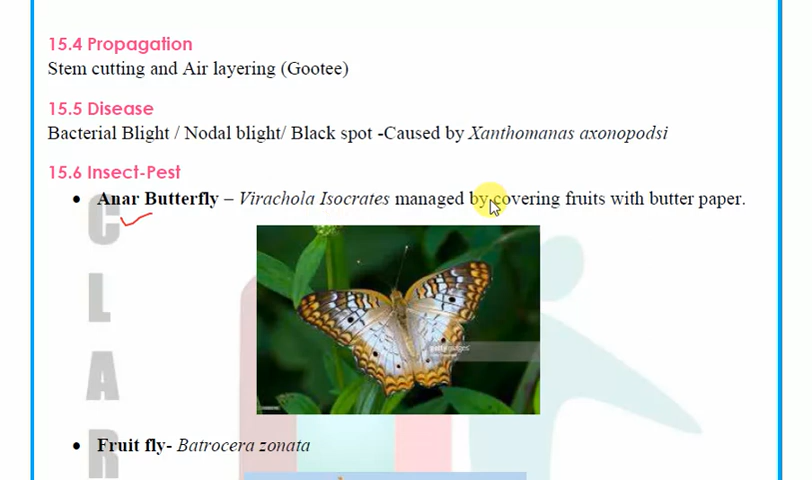 15.4 Propagation
Stem cutting and Air layering (Gootee)
15.5 Disease
Bacterial Blight / Nodal blight/ Black spot -Caused by Xanthomanas axonopodsi
15.6 Insect-Pest
• Anar Butterfly – Virachola Isocrates managed by covering fruits with butter paper.
• Fruit fly- Batrocera zonata
C
L
A
R